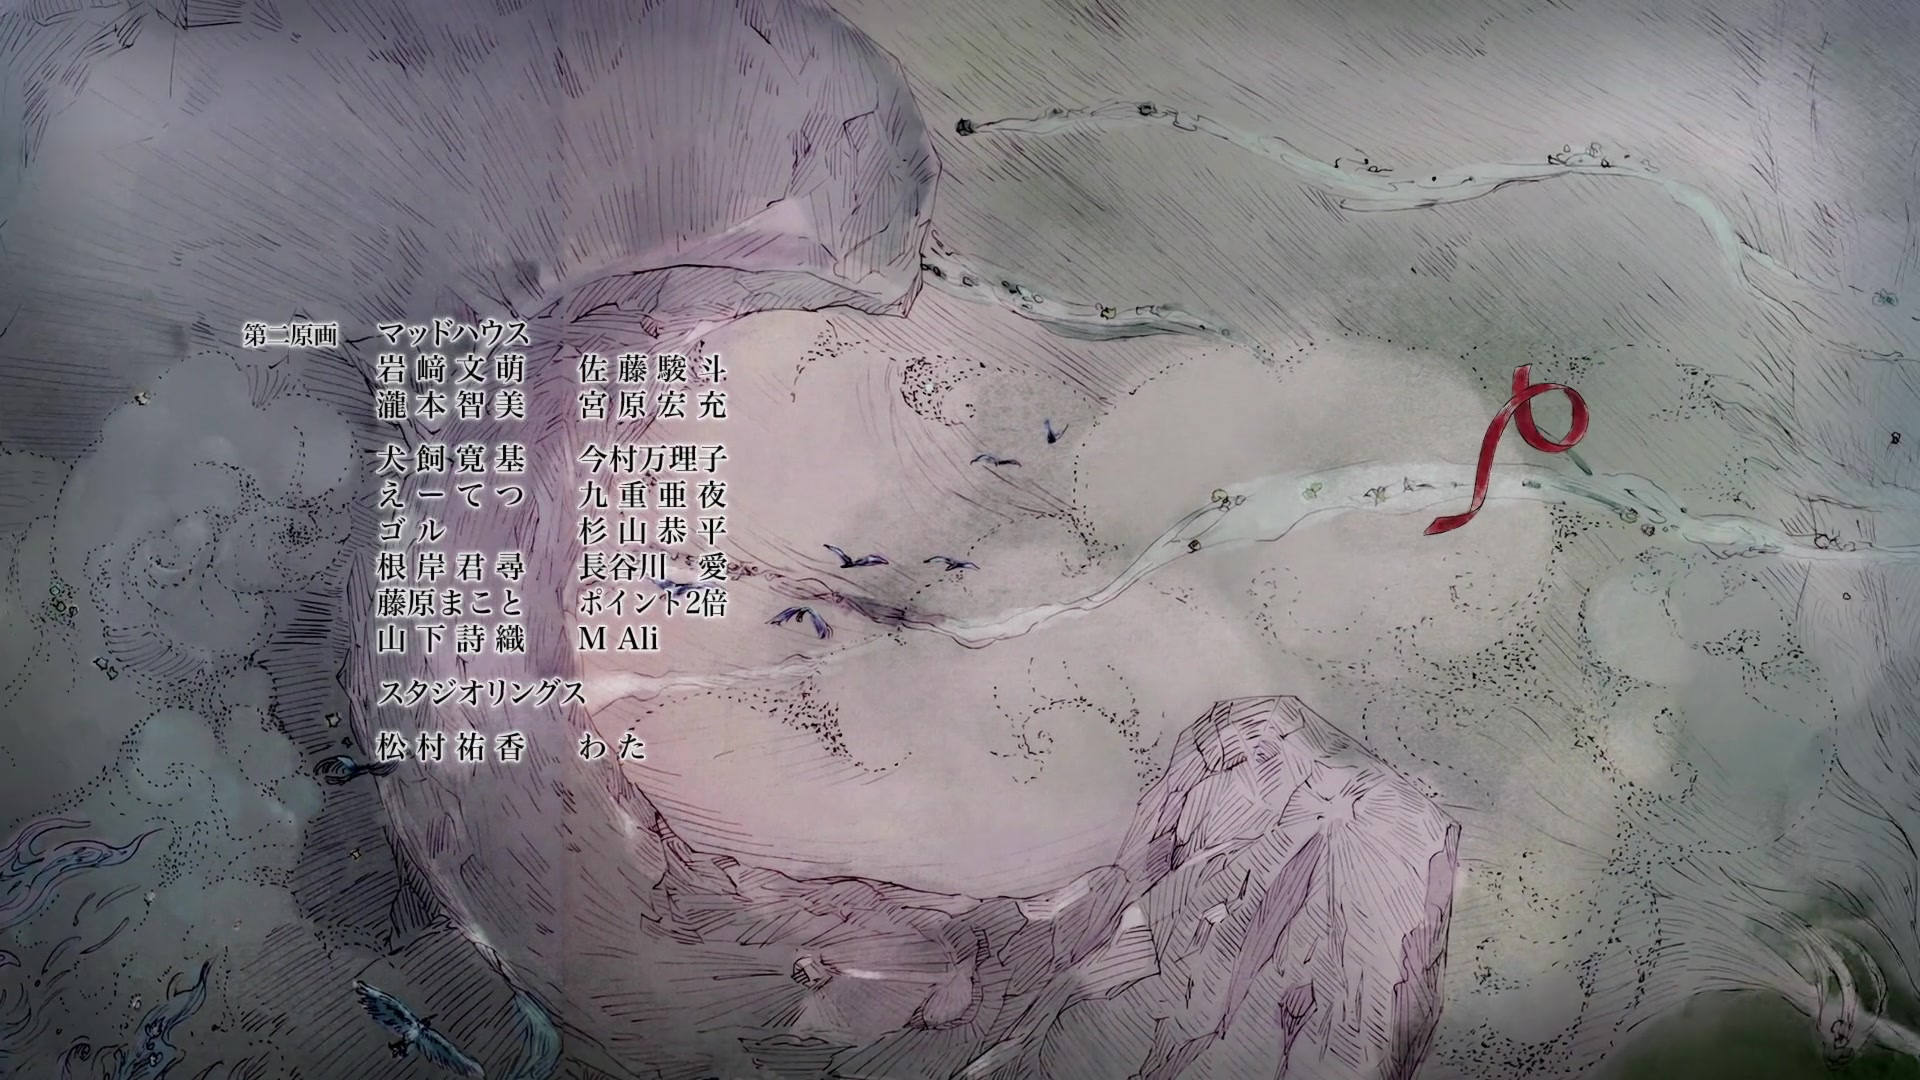 第二原画 マッドハウス
岩﨑文萌 佐藤駿斗
瀧本智美 宮原宏充
犬飼寛基 今村万理子
えーてつ 九重亜夜
ゴル 杉山恭平
根岸君尋 長谷川 愛
藤原まこと ポイント2倍
山下詩織 M Ali
スタジオリングス
松村祐香 わた